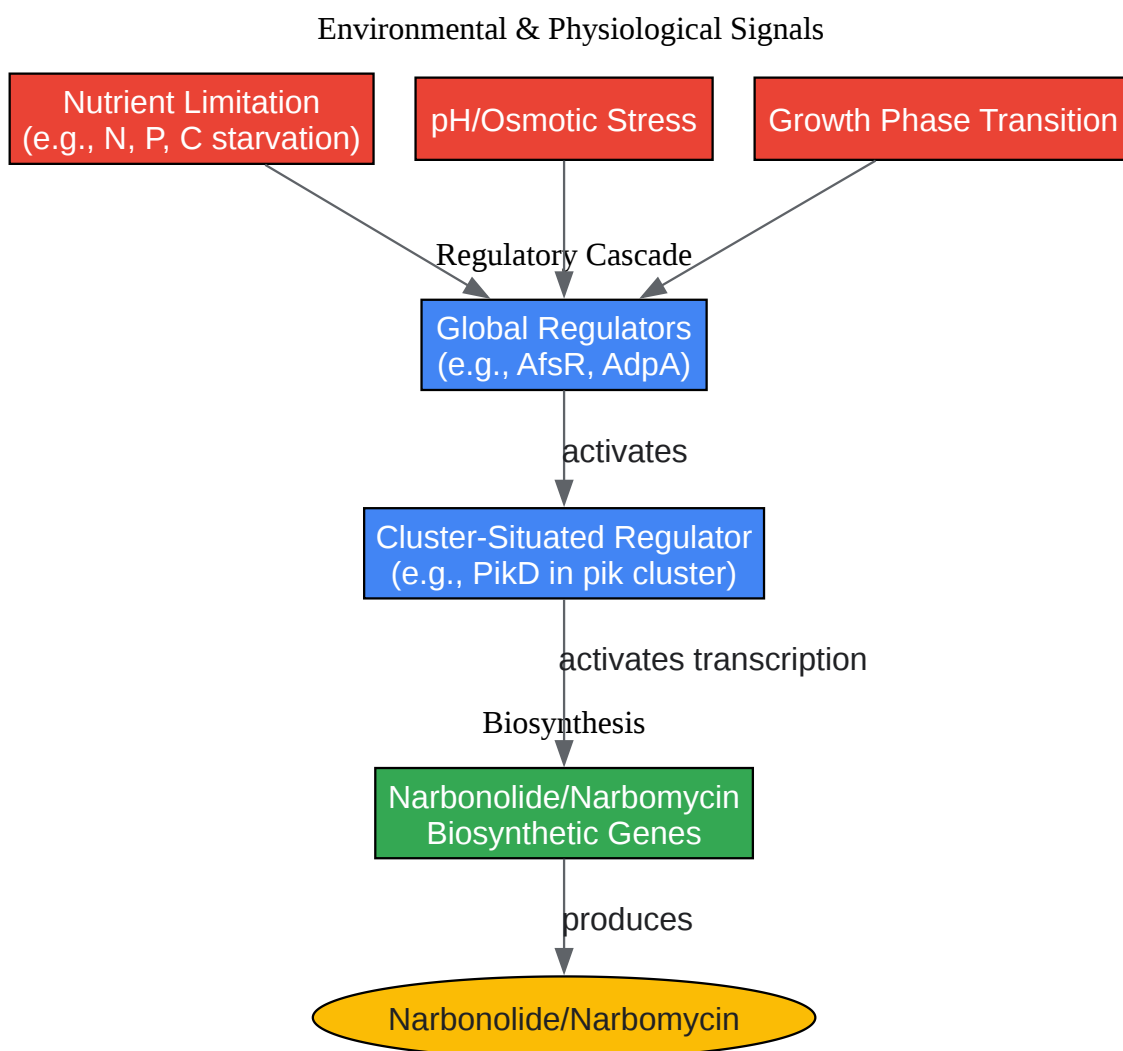 Environmental & Physiological Signals
Nutrient Limitation
(e.g., N, P, C starvation)
pH/Osmotic Stress
Growth Phase Transition
Regulatory Cascade
Global Regulators
(e.g., AfsR, AdpA)
activates
Cluster-Situated Regulator
(e.g., PikD in pik cluster)
activates transcription
Biosynthesis
Narbonolide/Narbomycin
Biosynthetic Genes
produces
Narbonolide/Narbomycin